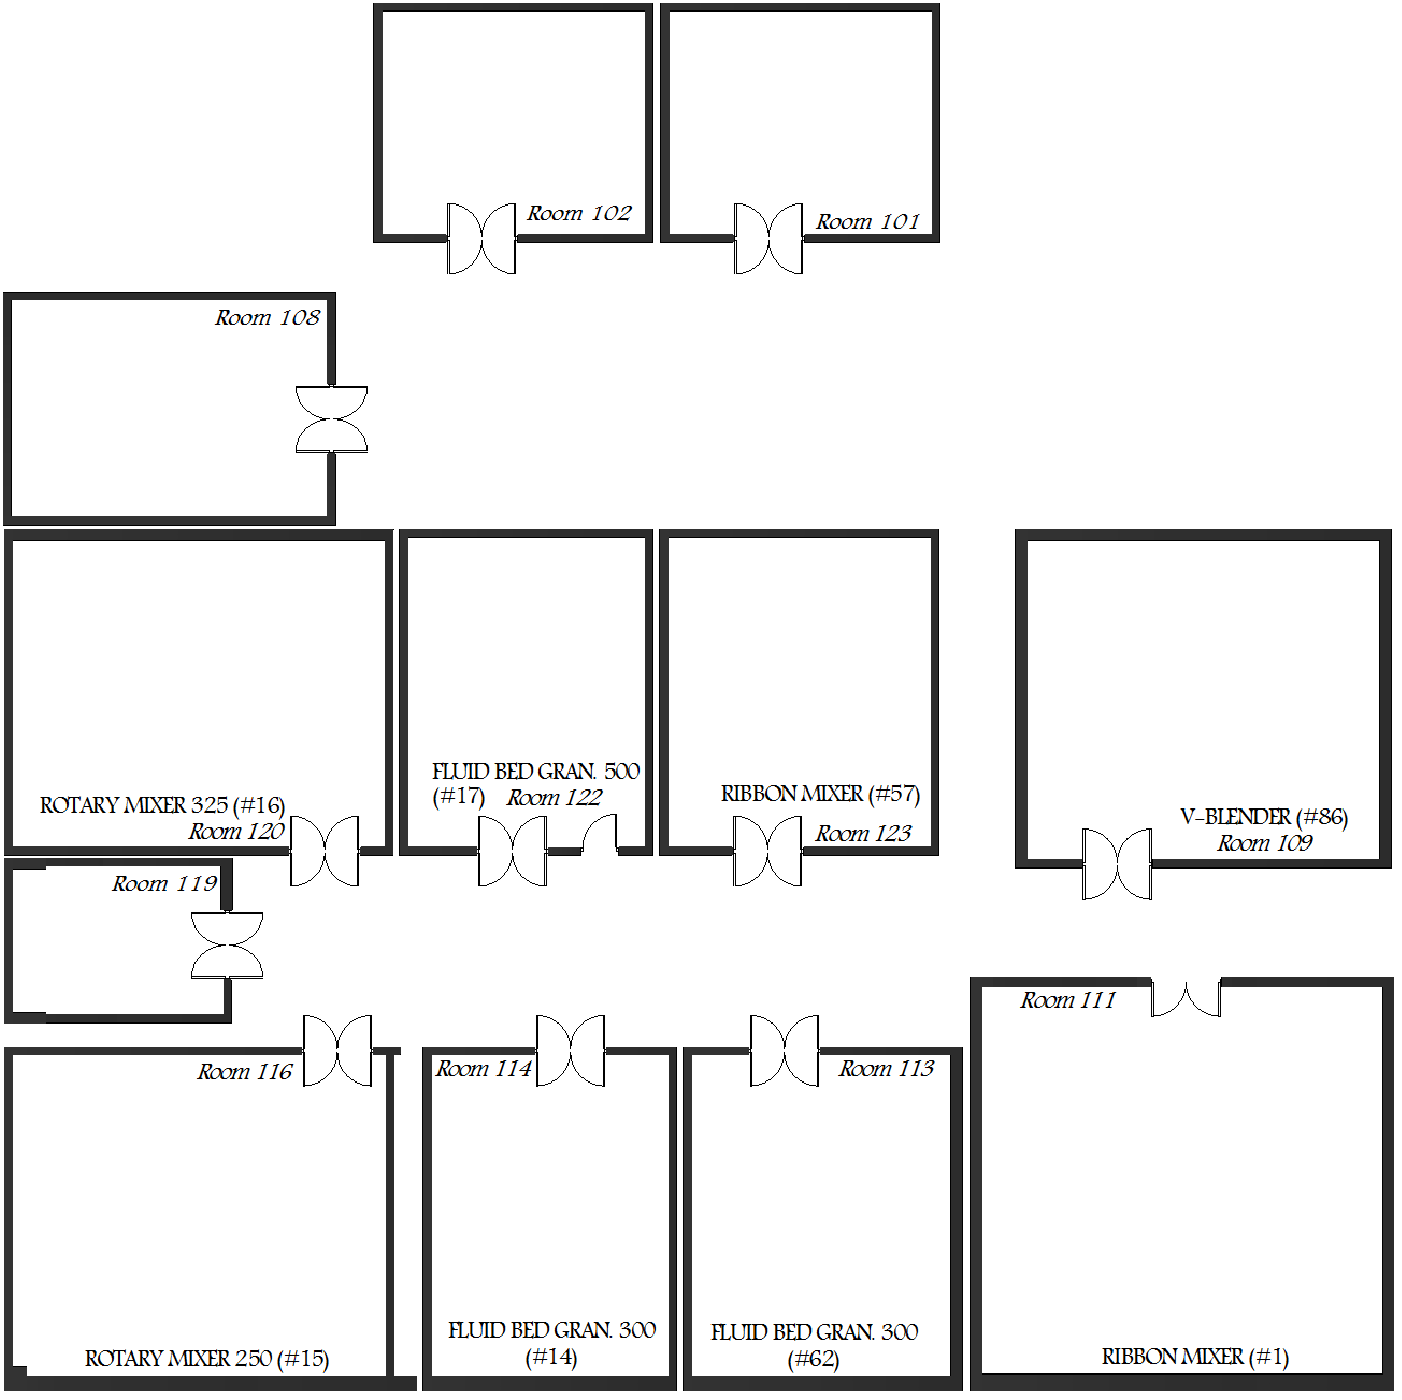 Room 102
Room 101
Room 108
FLUID BED GRAN. 500
(#17) Room 122
RIBBON MIXER (#57)
ROTARY MIXER 325 (#16)
Room 120
Room 123
V-BLENDER (#86)
Room 109
Room 119
Room 111
Room 116
Room 114
Room 113
FLUID BED GRAN. 300
(#14)
FLUID BED GRAN. 300
(#62)
ROTARY MIXER 250 (#15)
RIBBON MIXER (#1)